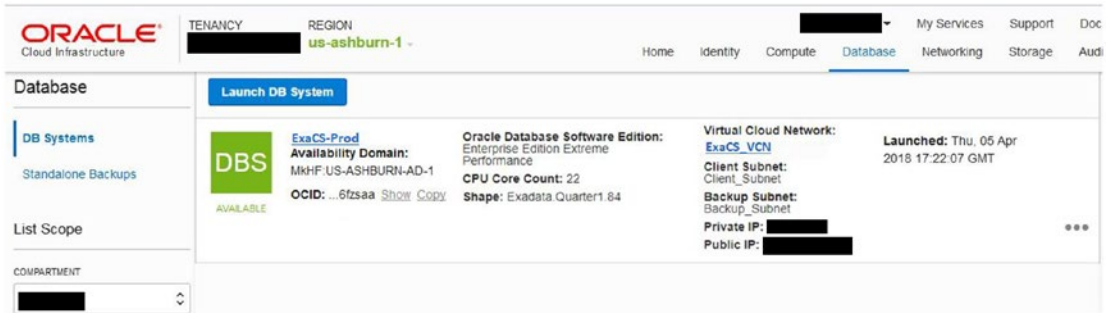 ORACLE®
Cloud Infrastructure
TENANCY
REGION
us-ashburn-1
My Services Support Doc
Home Identity Compute Database Networking Storage Audi
Database
DB Systems
Standalone Backups
List Scope
COMPARTMENT
Launch DB System
DBS
AVAILABLE
ExaCS-Prod
Availability Domain:
MkHF:US-ASHBURN-AD-1
OCID: ...6fzsaa Show Copy
Oracle Database Software Edition:
Enterprise Edition Extreme
Performance
CPU Core Count: 22
Shape: Exadata.Quarter1.84
Virtual Cloud Network:
ExaCS_VCN
Client Subnet:
Client_Subnet
Backup Subnet:
Backup_Subnet
Private IP:
Public IP:
Launched: Thu, 05 Apr
2018 17:22:07 GMT